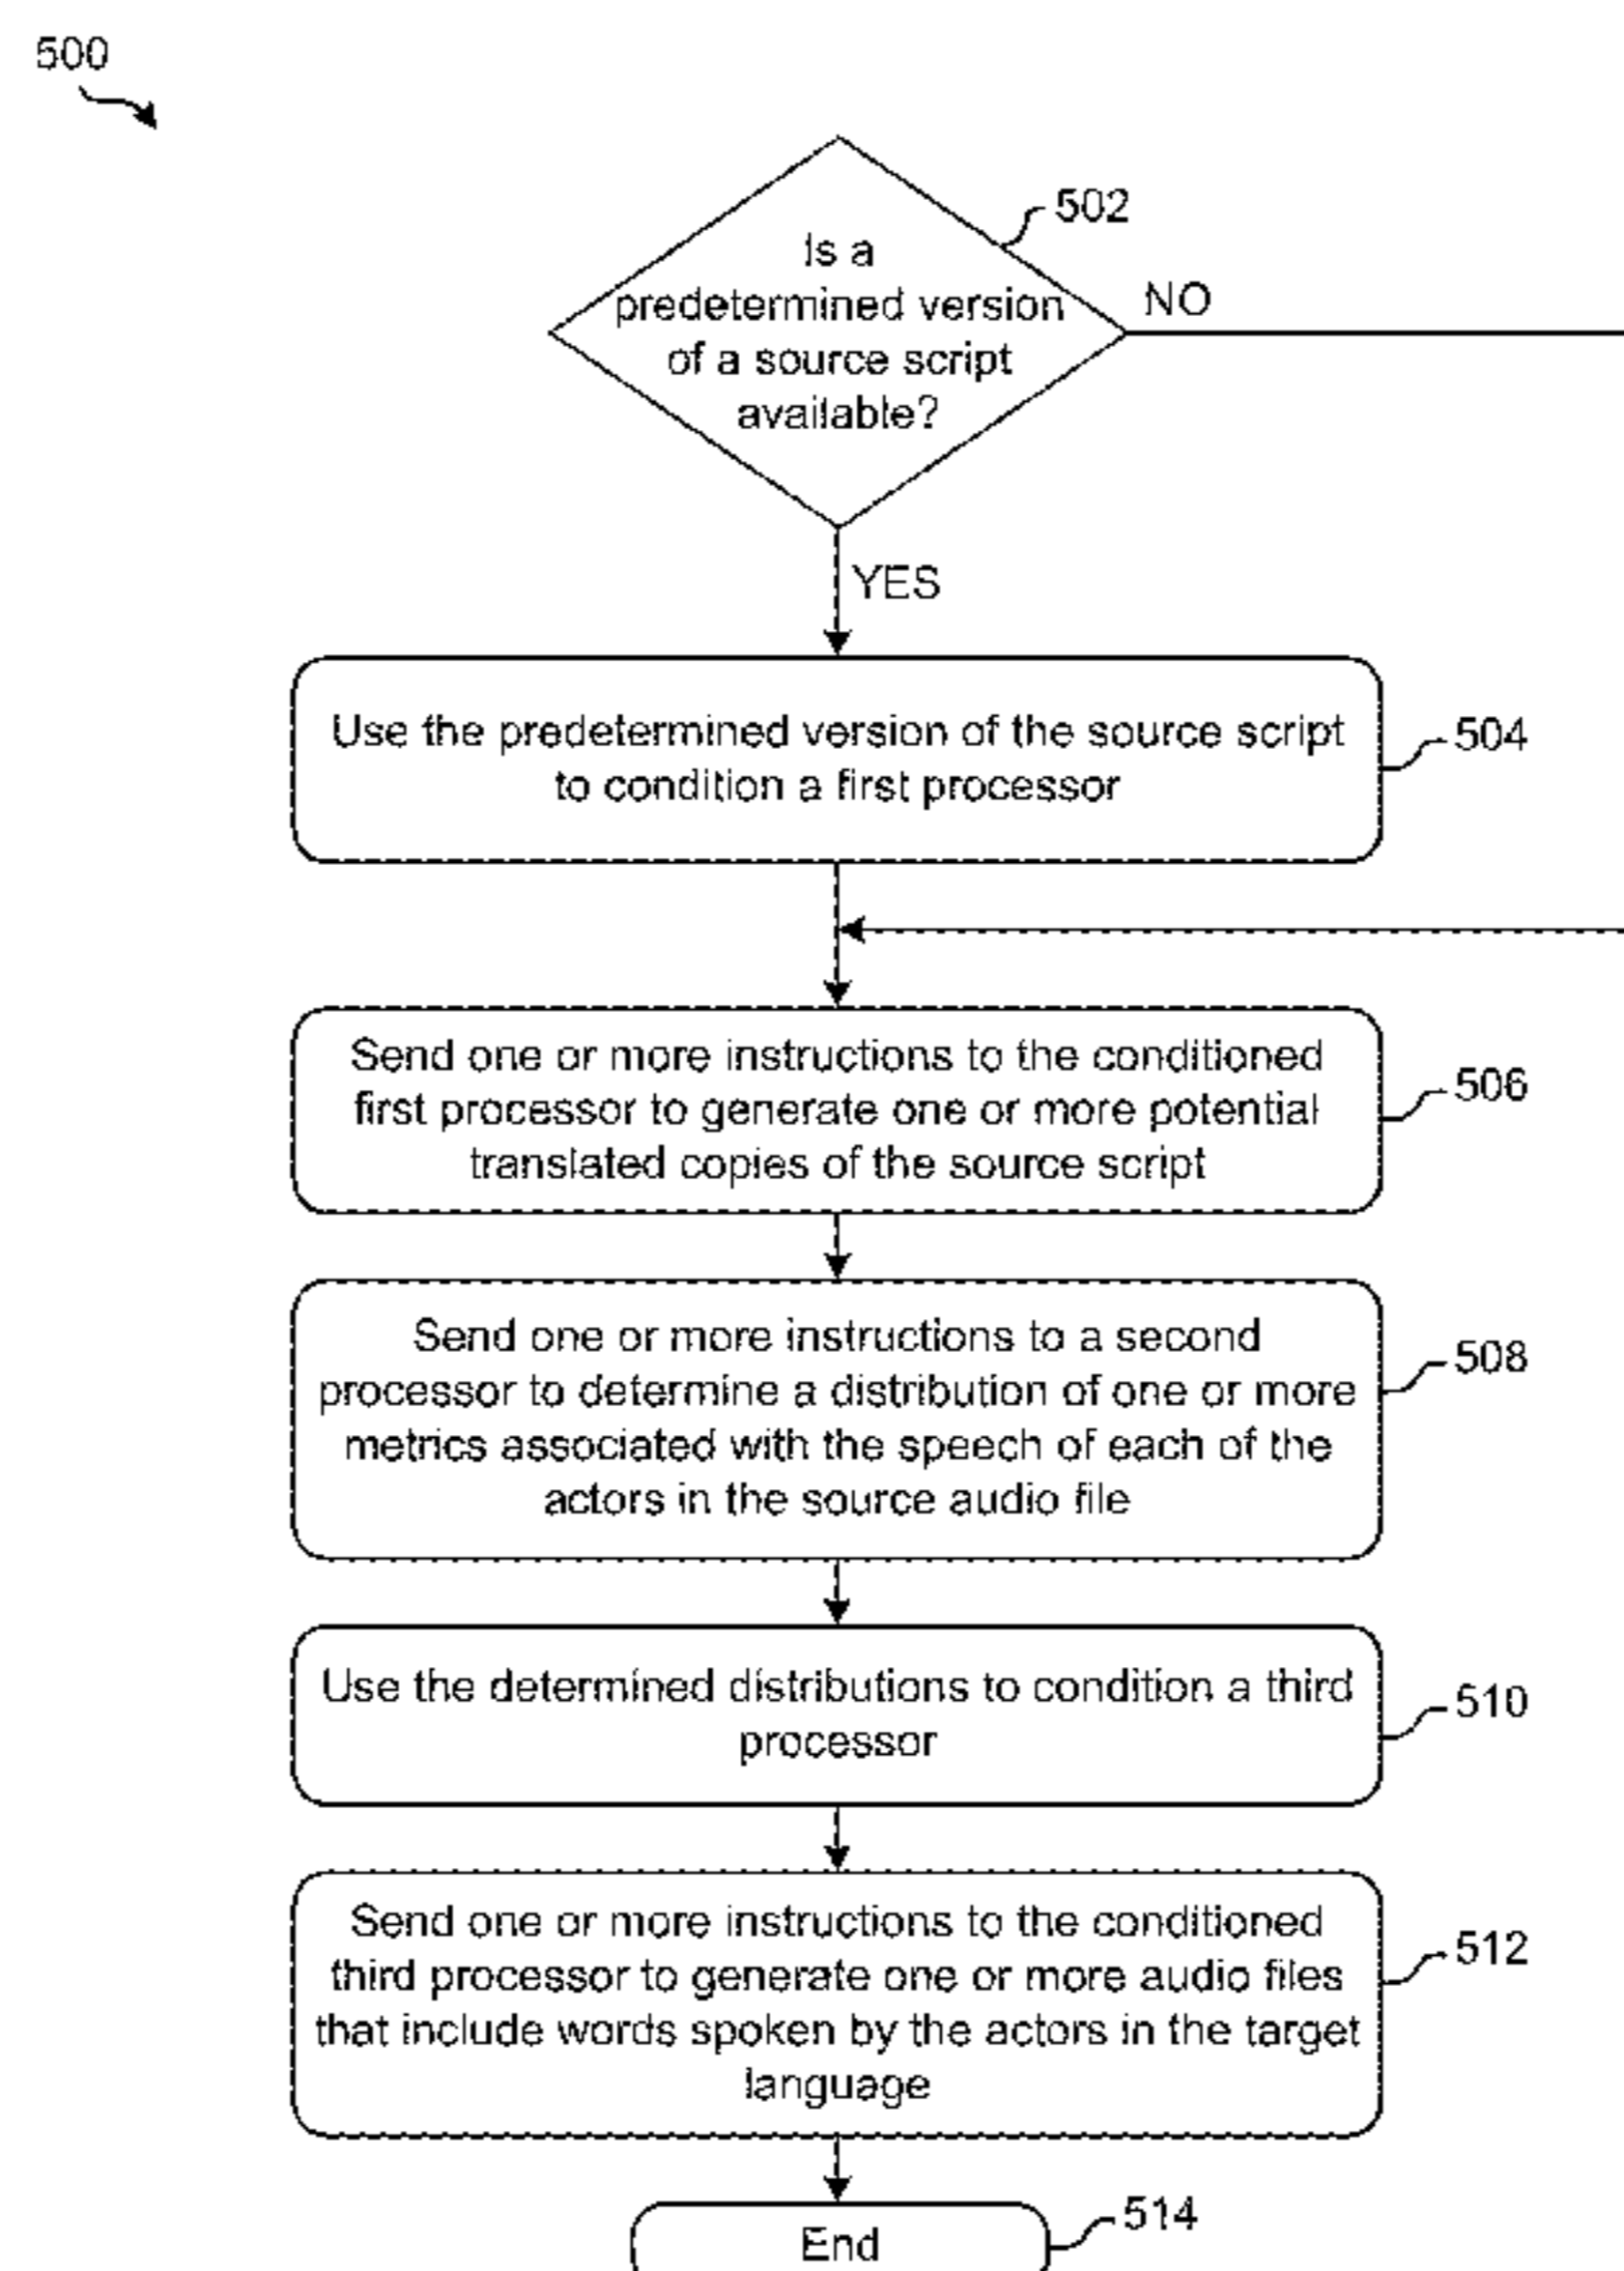 500
502
Is a
predetermined version
of a source script
available?
NO
YES
Use the predetermined version of the source script
to condition a first processor
504
Send one or more instructions to the conditioned
first processor to generate one or more potential
translated copies of the source script
506
Send one or more instructions to a second
processor to determine a distribution of one or more
metrics associated with the speech of each of the
actors in the source audio file
508
Use the determined distributions to condition a third
processor
510
Send one or more instructions to the conditioned
third processor to generate one or more audio files
that include words spoken by the actors in the target
language
512
End
514